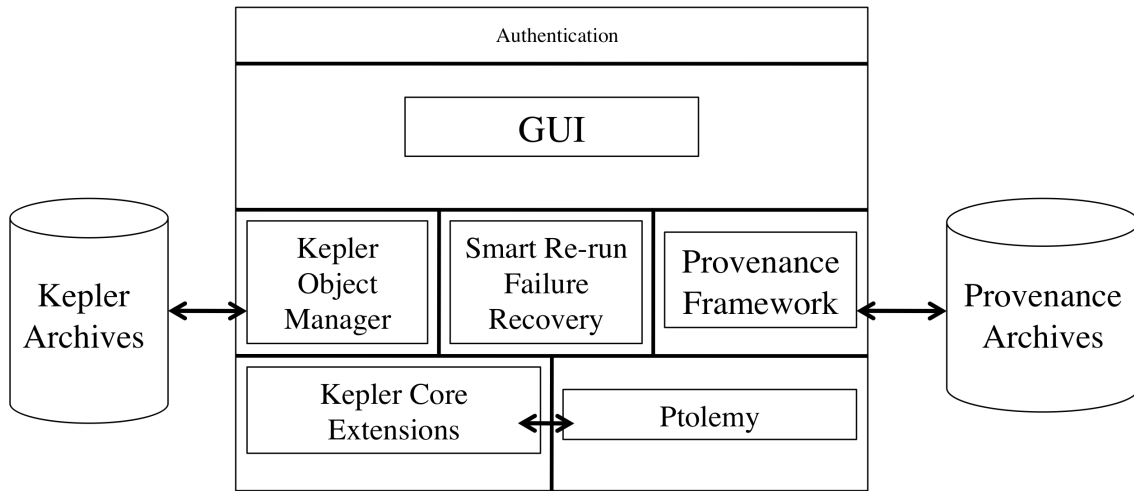 Authentication
GUI
Kepler
Archives
Kepler
Object
Manager
Smart Re-run
Failure
Recovery
Provenance
Framework
Provenance
Archives
Kepler Core
Extensions
Ptolemy